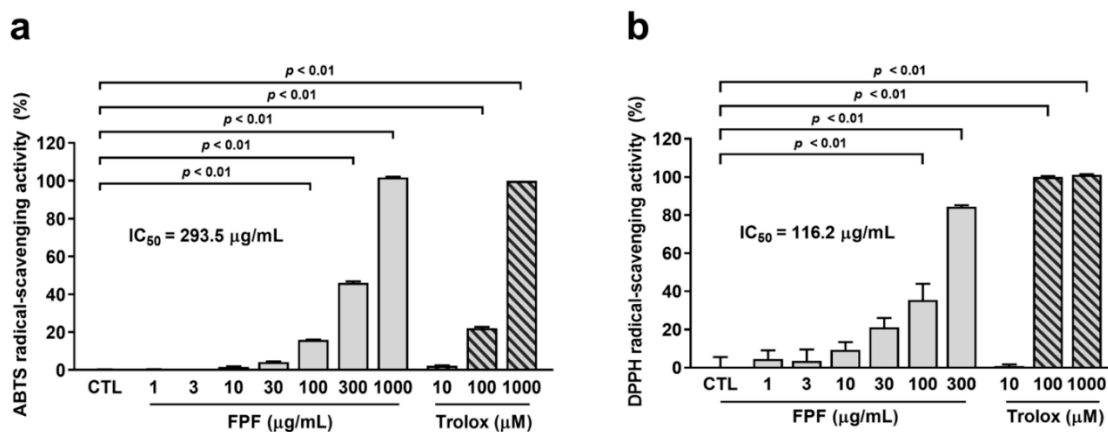 a
p < 0.01
p < 0.01
p < 0.01
p < 0.01
p < 0.01
ABTS radical-scavenging activity (%)
120
100
80
60
40
20
0
IC50 = 293.5 μg/mL
CTL 1 3 10 30 100 300 1000 10 100 1000
FPF (μg/mL) Trolox (μM)
b
p < 0.01
p < 0.01
p < 0.01
p < 0.01
DPPH radical-scavenging activity (%)
120
100
80
60
40
20
0
IC50 = 116.2 μg/mL
CTL 1 3 10 30 100 300 10 100 1000
FPF (μg/mL) Trolox (μM)